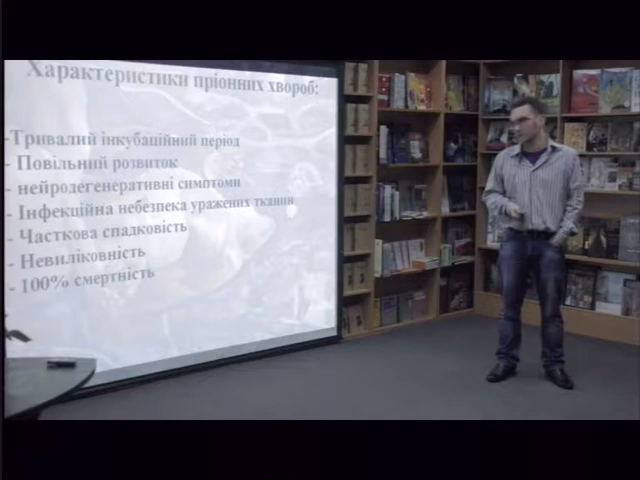 Характеристики пріонних хвороб:
-Тривалий інкубаційний період
- Повільний розвиток
- нейродегенеративні симптоми
- Інфекційна небезпека уражених тканин
- Часткова спадковість
- Невиліковність
- 100% смертність